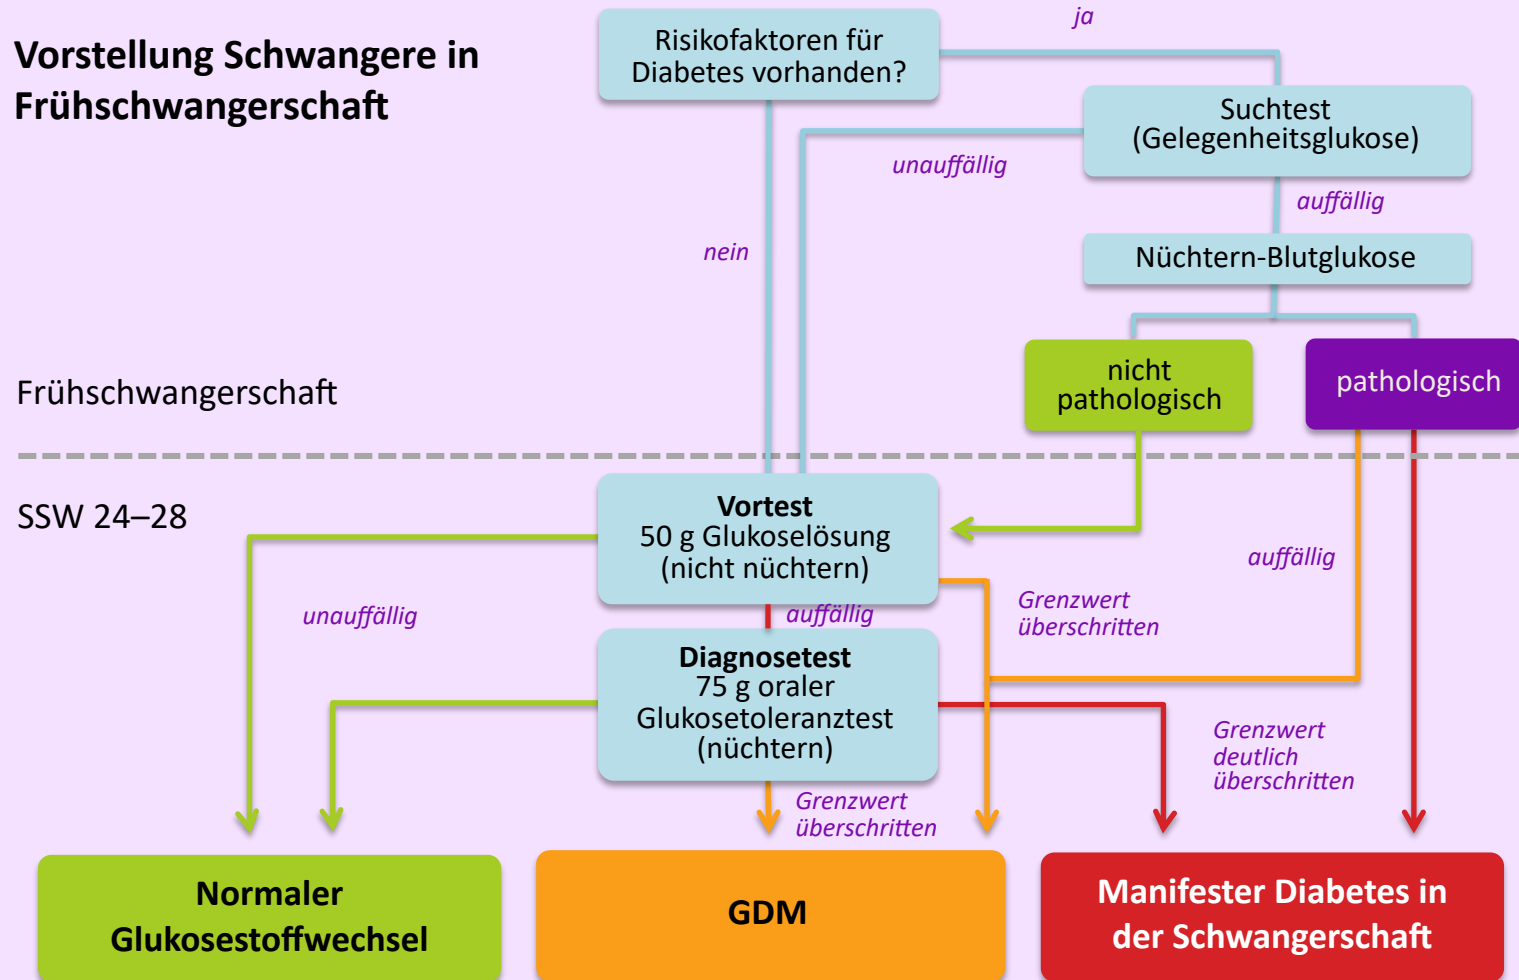 Vorstellung Schwangere in
Frühschwangerschaft
Risikofaktoren für
Diabetes vorhanden?
ja
Suchtest
(Gelegenheitsglukose)
unauffällig
auffällig
nein
Nüchtern-Blutglukose
nicht
pathologisch
pathologisch
Frühschwangerschaft
SSW 24–28
Vortest
50 g Glukoselösung
(nicht nüchtern)
auffällig
unauffällig
auffällig
Grenzwert
überschritten
Diagnosetest
75 g oraler
Glukosetoleranztest
(nüchtern)
Grenzwert
deutlich
überschritten
Grenzwert
überschritten
Normaler
Glukosestoffwechsel
GDM
Manifester Diabetes in
der Schwangerschaft